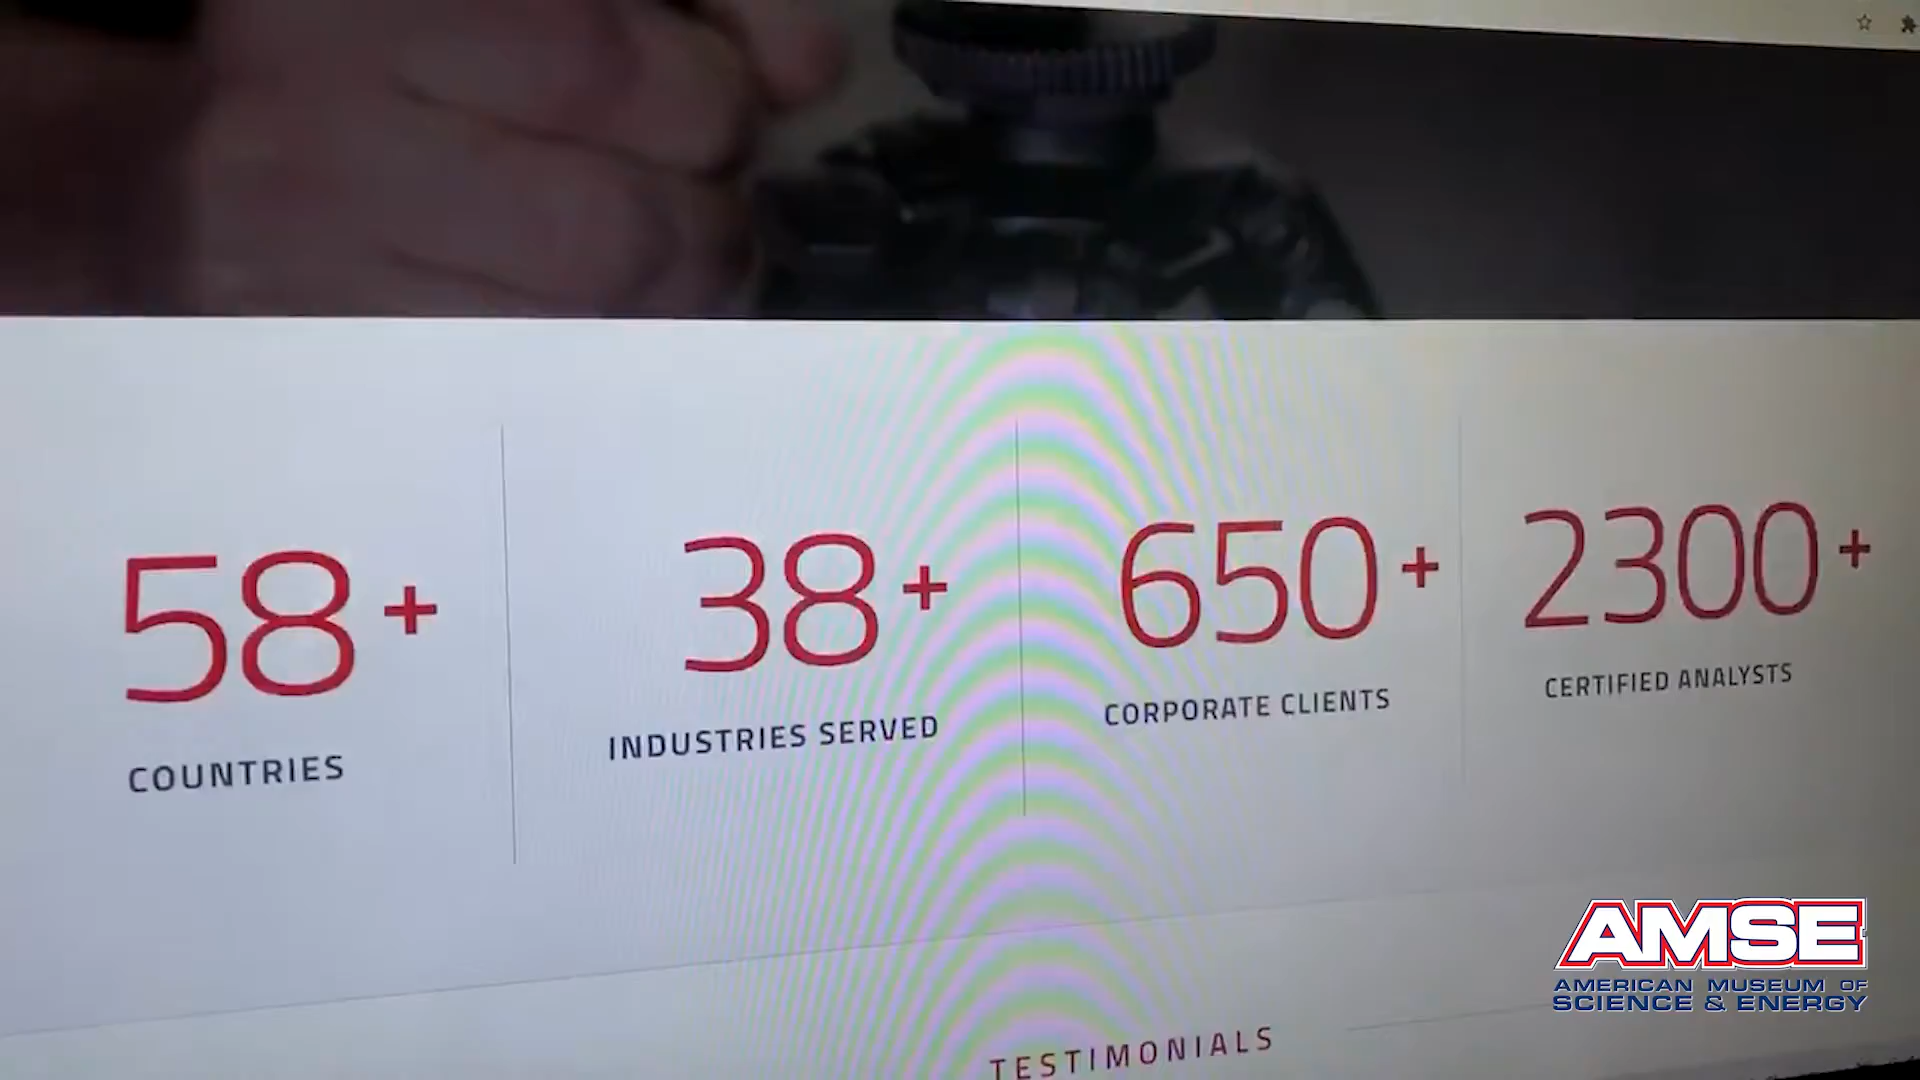 58+
COUNTRIES
38+
INDUSTRIES SERVED
650+
CORPORATE CLIENTS
2300+
CERTIFIED ANALYSTS
TESTIMONIALS
AMSE
AMERICAN MUSEUM OF
SCIENCE & ENERGY